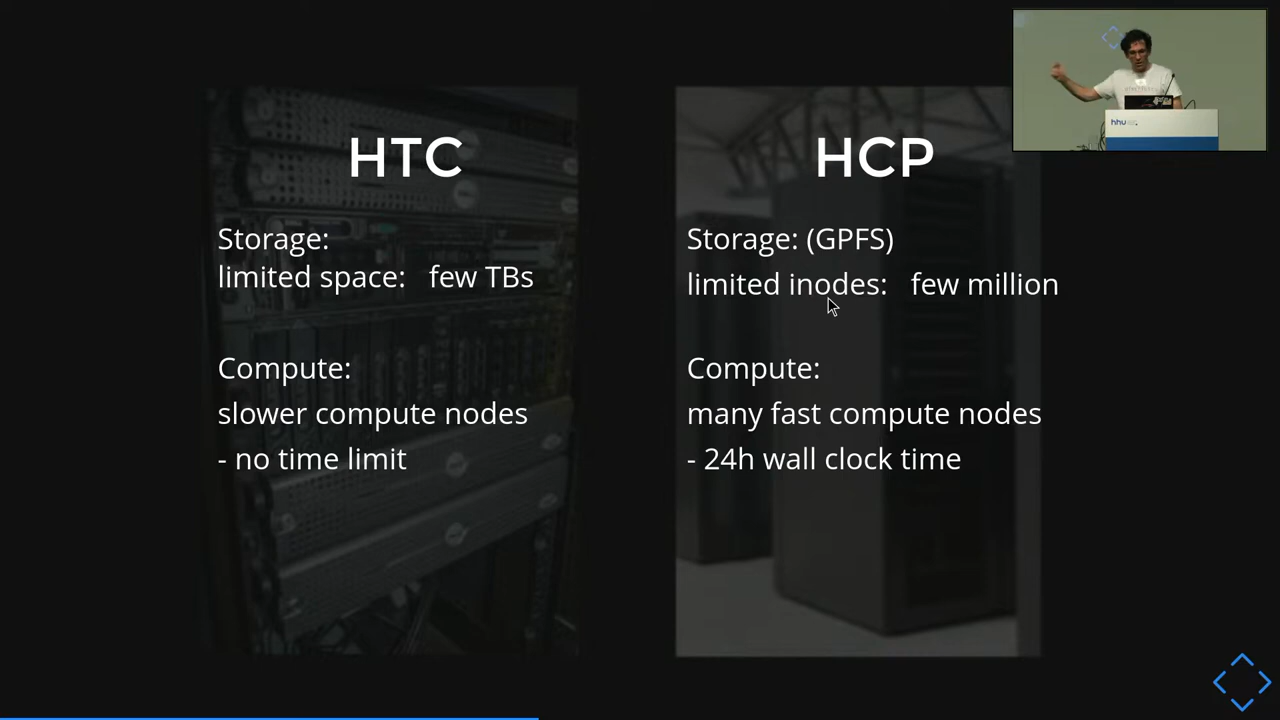 HTC
Storage:
limited space: few TBs
Compute:
slower compute nodes
- no time limit
HCP
Storage: (GPFS)
limited inodes: few million
Compute:
many fast compute nodes
- 24h wall clock time
hhu